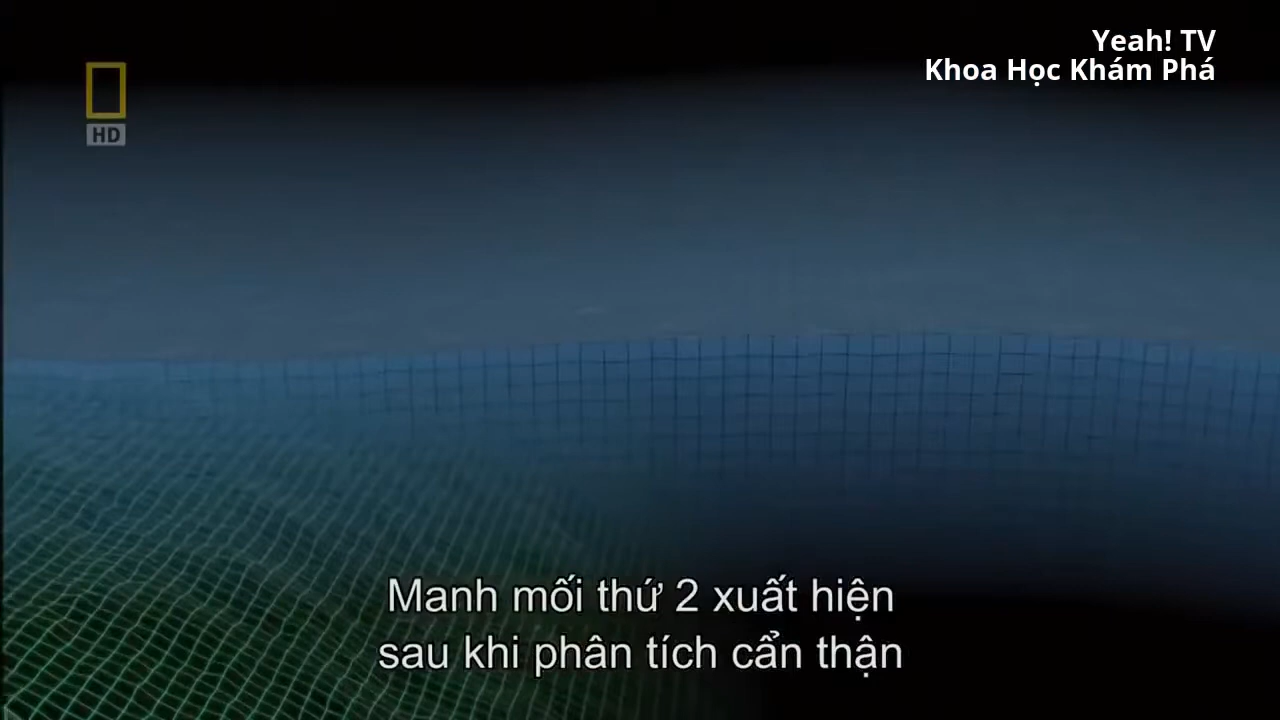 Yeah! TV
Khoa Học Khám Phá
HD
Manh mối thứ 2 xuất hiện
sau khi phân tích cẩn thận